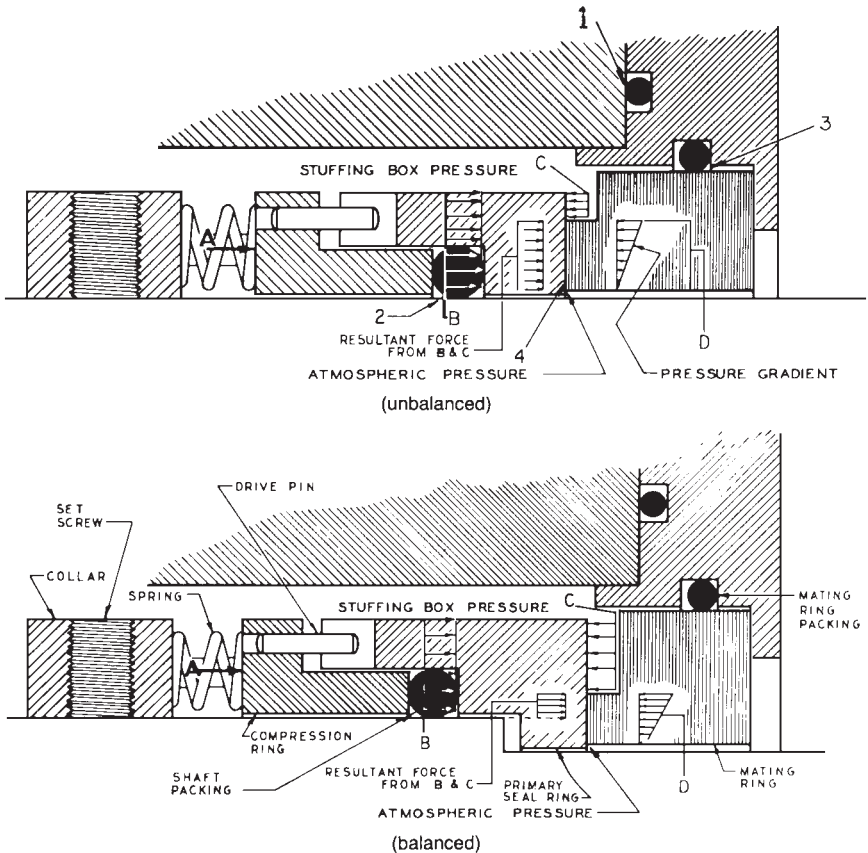 1
3
STUFFING BOX PRESSURE
C
A
2
B
RESULTANT FORCE
FROM B & C
4
D
ATMOSPHERIC PRESSURE
PRESSURE GRADIENT
(unbalanced)
DRIVE PIN
SET
SCREW
COLLAR
SPRING
STUFFING BOX PRESSURE
C
MATING
RING
PACKING
A
COMPRESSION
RING
B
SHAFT
PACKING
RESULTANT FORCE
FROM B & C
PRIMARY
SEAL RING
D
MATING
RING
ATMOSPHERIC PRESSURE
(balanced)